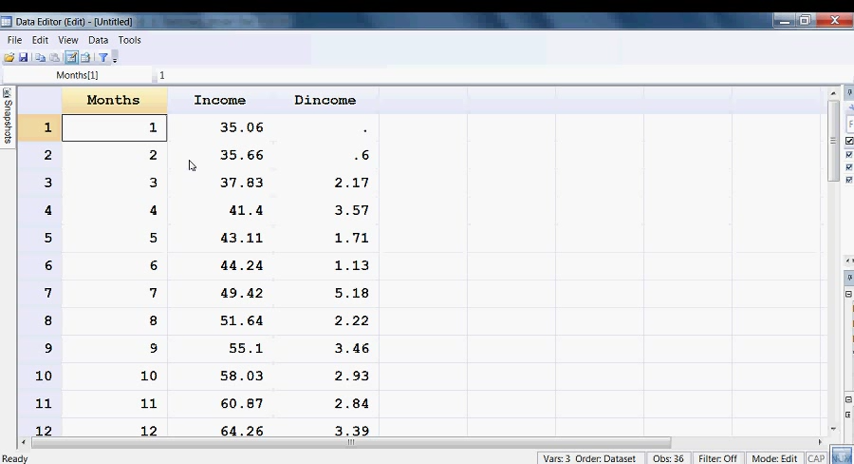 Data Editor (Edit) - [Untitled]
File Edit View Data Tools
Months[1] 1
Snapshots
Months Income Dincome
1 1 35.06 .
2 2 35.66 .6
3 3 37.83 2.17
4 4 41.4 3.57
5 5 43.11 1.71
6 6 44.24 1.13
7 7 49.42 5.18
8 8 51.64 2.22
9 9 55.1 3.46
10 10 58.03 2.93
11 11 60.87 2.84
12 12 64.26 3.39
Ready Vars: 3 Order: Dataset Obs: 36 Filter: Off Mode: Edit CAP